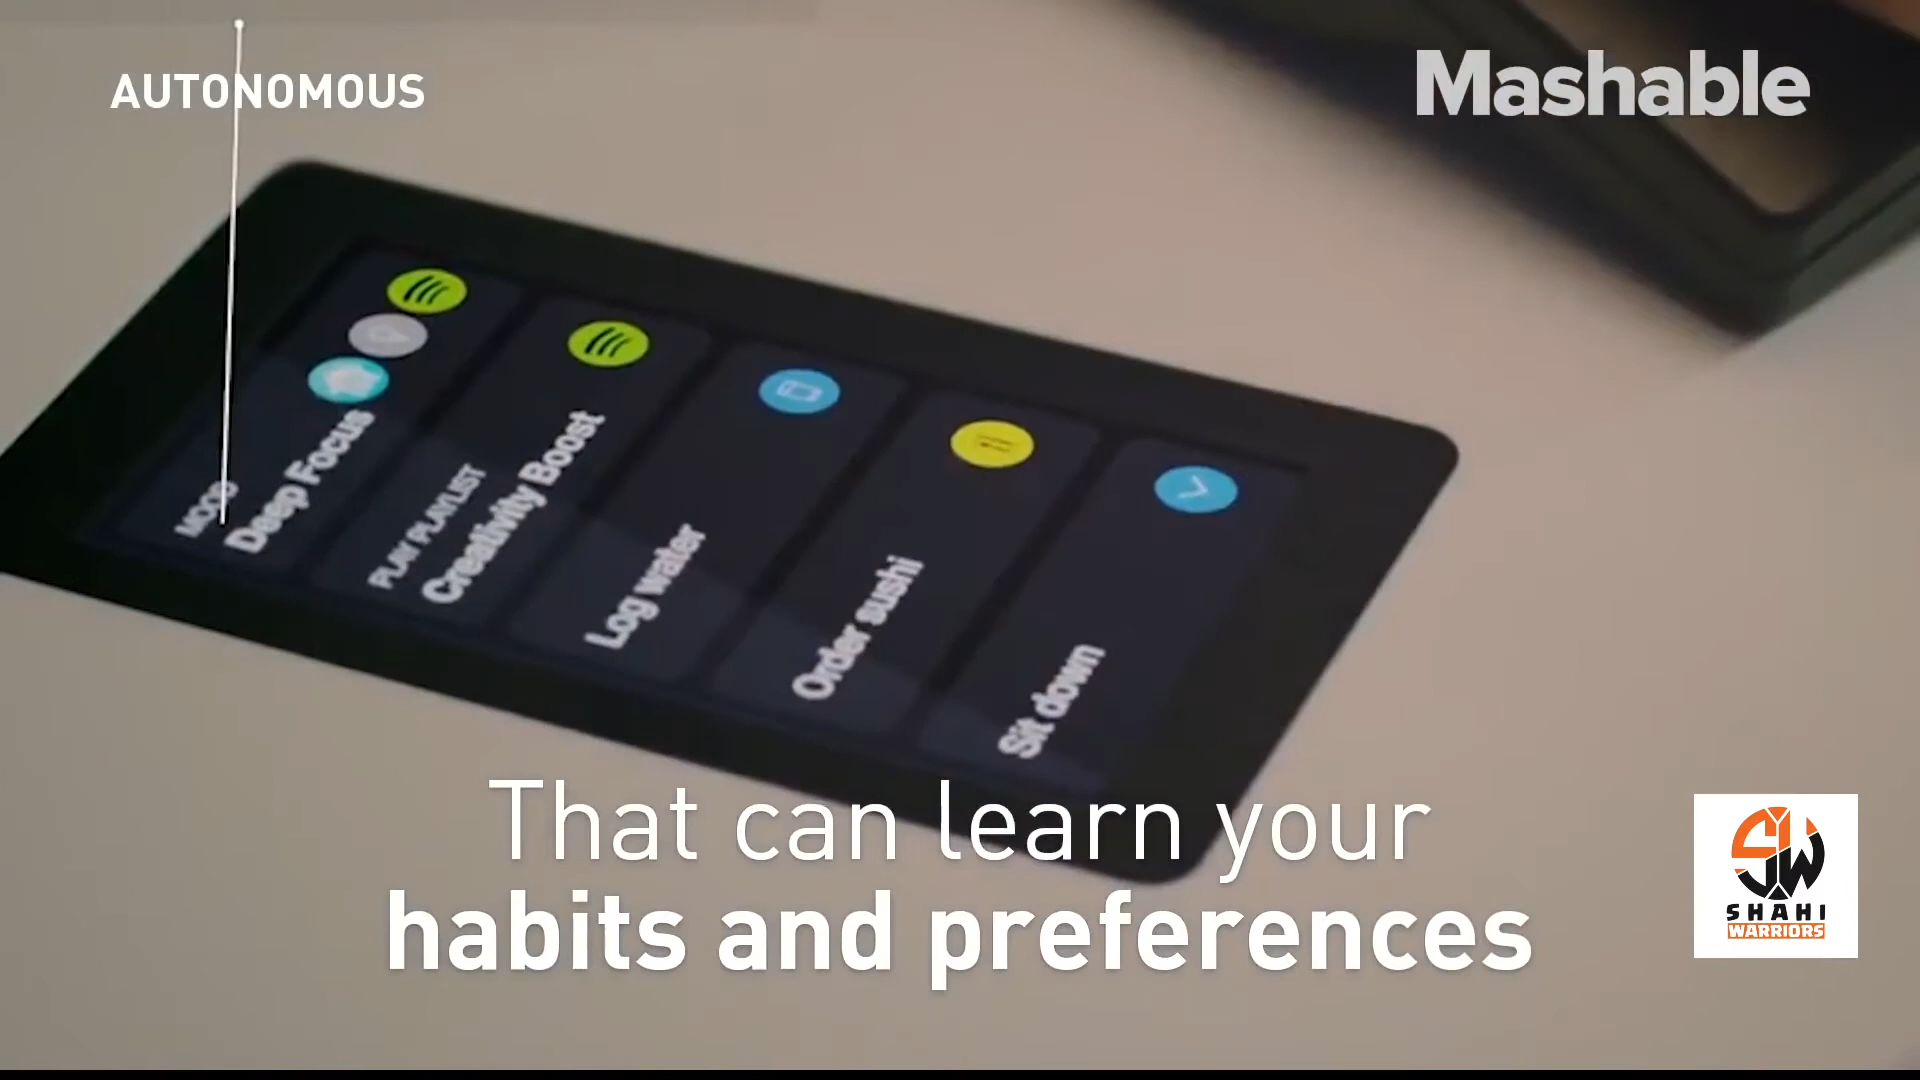 AUTONOMOUS
Mashable
MOOD
Deep Focus
PLAY PLAYLIST
Creativity Boost
Log water
Order sushi
Sit down
That can learn your
habits and preferences
SHAHI
WARRIORS